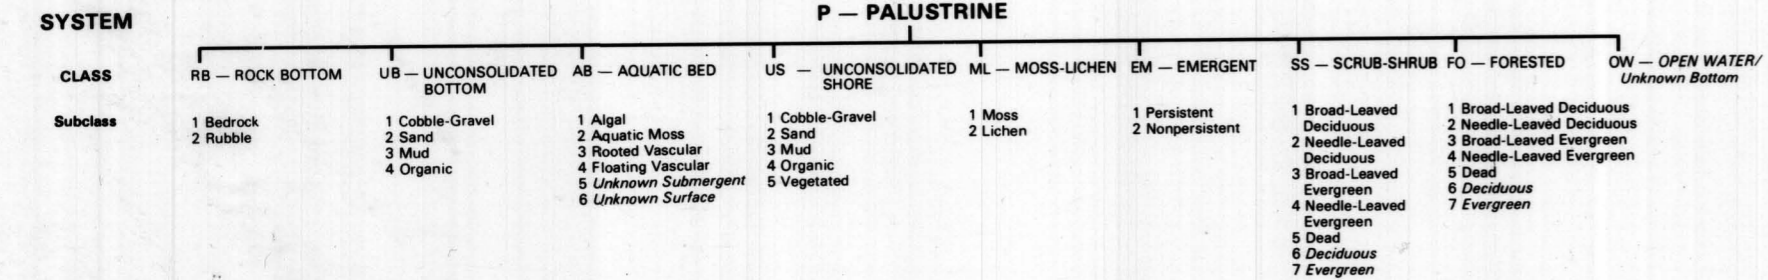 SYSTEM
P — PALUSTRINE
CLASS
RB — ROCK BOTTOM
UB — UNCONSOLIDATED
BOTTOM
AB — AQUATIC BED
US — UNCONSOLIDATED
SHORE
ML — MOSS-LICHEN
EM — EMERGENT
SS — SCRUB-SHRUB
FO — FORESTED
OW — OPEN WATER/
Unknown Bottom
Subclass
1 Bedrock
2 Rubble
1 Cobble-Gravel
2 Sand
3 Mud
4 Organic
1 Algal
2 Aquatic Moss
3 Rooted Vascular
4 Floating Vascular
5 Unknown Submergent
6 Unknown Surface
1 Cobble-Gravel
2 Sand
3 Mud
4 Organic
5 Vegetated
1 Moss
2 Lichen
1 Persistent
2 Nonpersistent
1 Broad-Leaved
Deciduous
2 Needle-Leaved
Deciduous
3 Broad-Leaved
Evergreen
4 Needle-Leaved
Evergreen
5 Dead
6 Deciduous
7 Evergreen
1 Broad-Leaved Deciduous
2 Needle-Leaved Deciduous
3 Broad-Leaved Evergreen
4 Needle-Leaved Evergreen
5 Dead
6 Deciduous
7 Evergreen